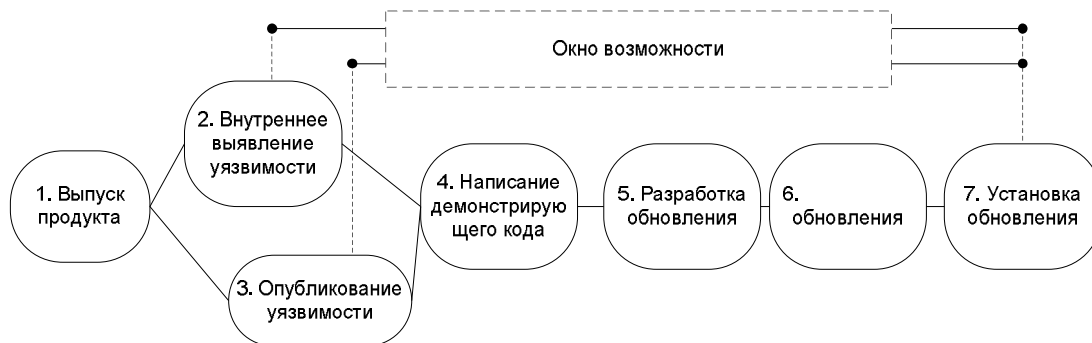 Окно возможности
2. Внутреннее
выявление
уязвимости
1. Выпуск
продукта
4. Написание
демонстрирую
щего кода
5. Разработка
обновления
6.
обновления
7. Установка
обновления
3. Опубликование
уязвимости